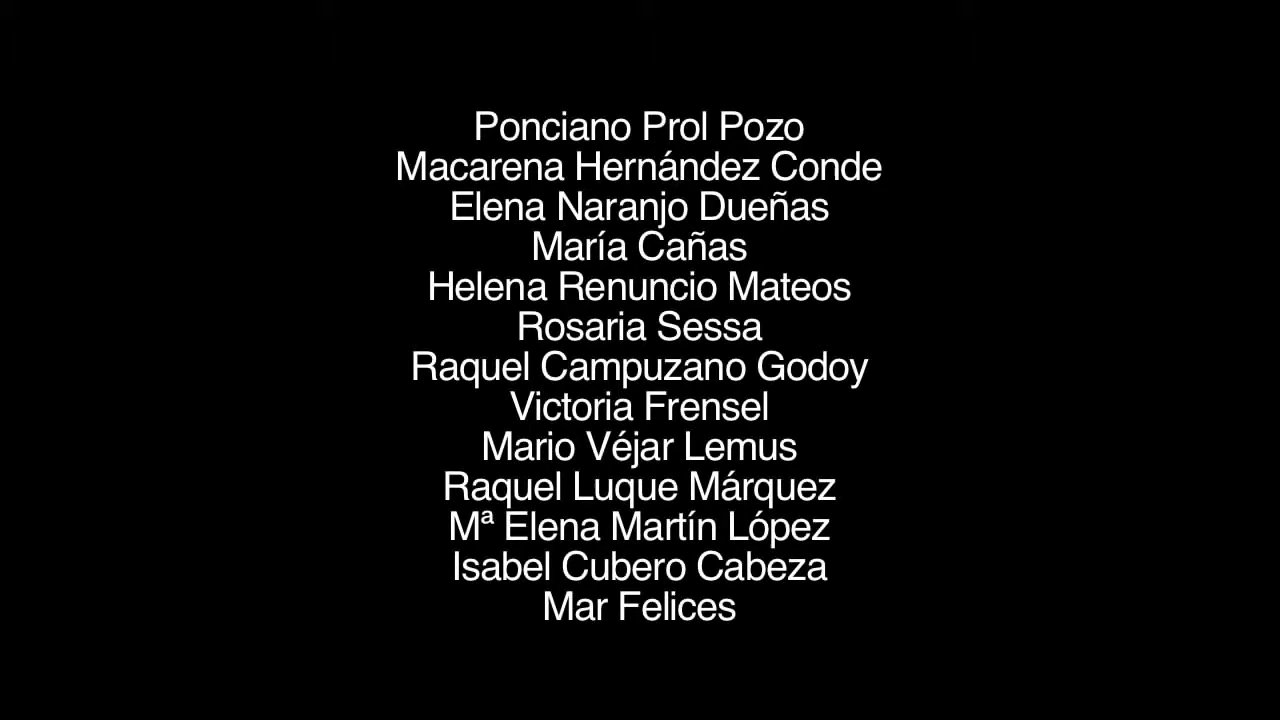 Ponciano Prol Pozo
Macarena Hernández Conde
Elena Naranjo Dueñas
María Cañas
Helena Renuncio Mateos
Rosaria Sessa
Raquel Campuzano Godoy
Victoria Frensel
Mario Véjar Lemus
Raquel Luque Márquez
Mª Elena Martín López
Isabel Cubero Cabeza
Mar Felices